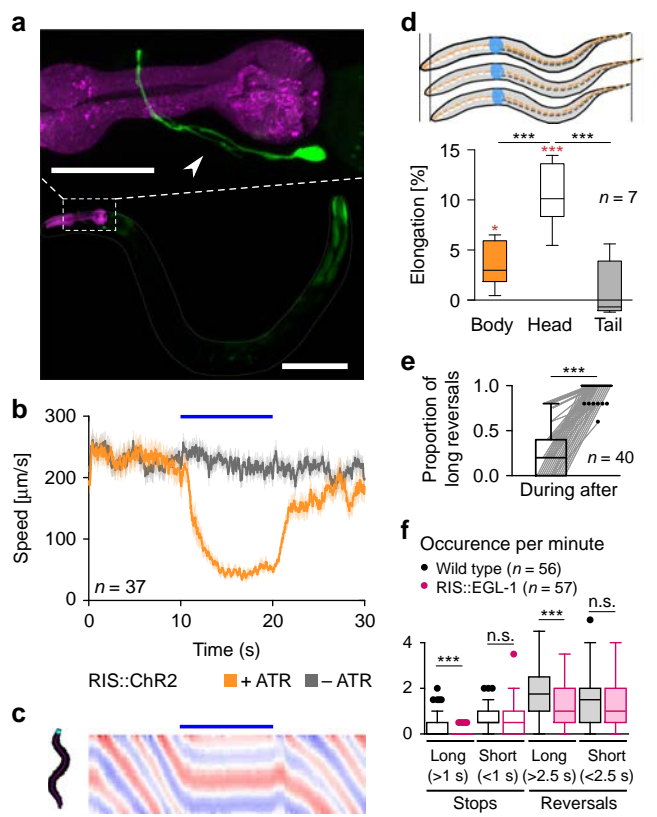 a
b
300
200
100
0
Speed [µm/s]
n = 37
0 10 20 30
Time (s)
RIS::ChR2 + ATR – ATR
c
d
*** ***
***
*
n = 7
15
10
5
0
Elongation [%]
Body Head Tail
e
***
1.0
0.5
0.0
Proportion of
long reversals
n = 40
During after
f Occurence per minute
Wild type (n = 56)
RIS::EGL-1 (n = 57)
*** n.s. *** n.s.
4
2
0
Long Short Long Short
(>1 s) (<1 s) (>2.5 s) (<2.5 s)
Stops Reversals